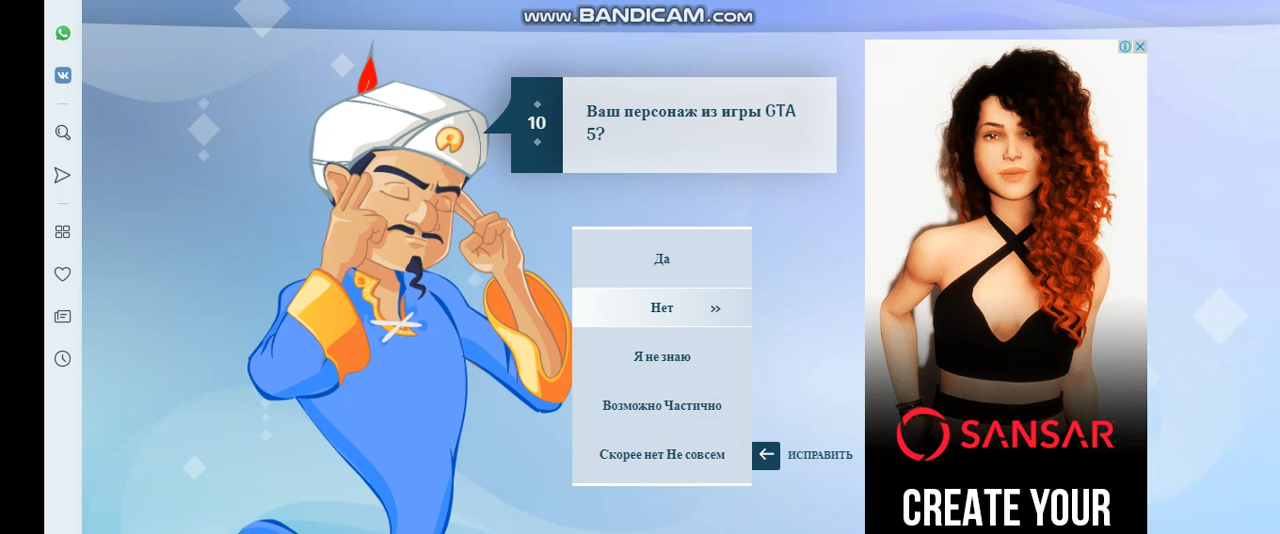 www.BANDICAM.com
10
Ваш персонаж из игры GTA
5?
Да
Нет
Я не знаю
Возможно Частично
Скорее нет Не совсем
ИСПРАВИТЬ
SANSAR
CREATE YOUR